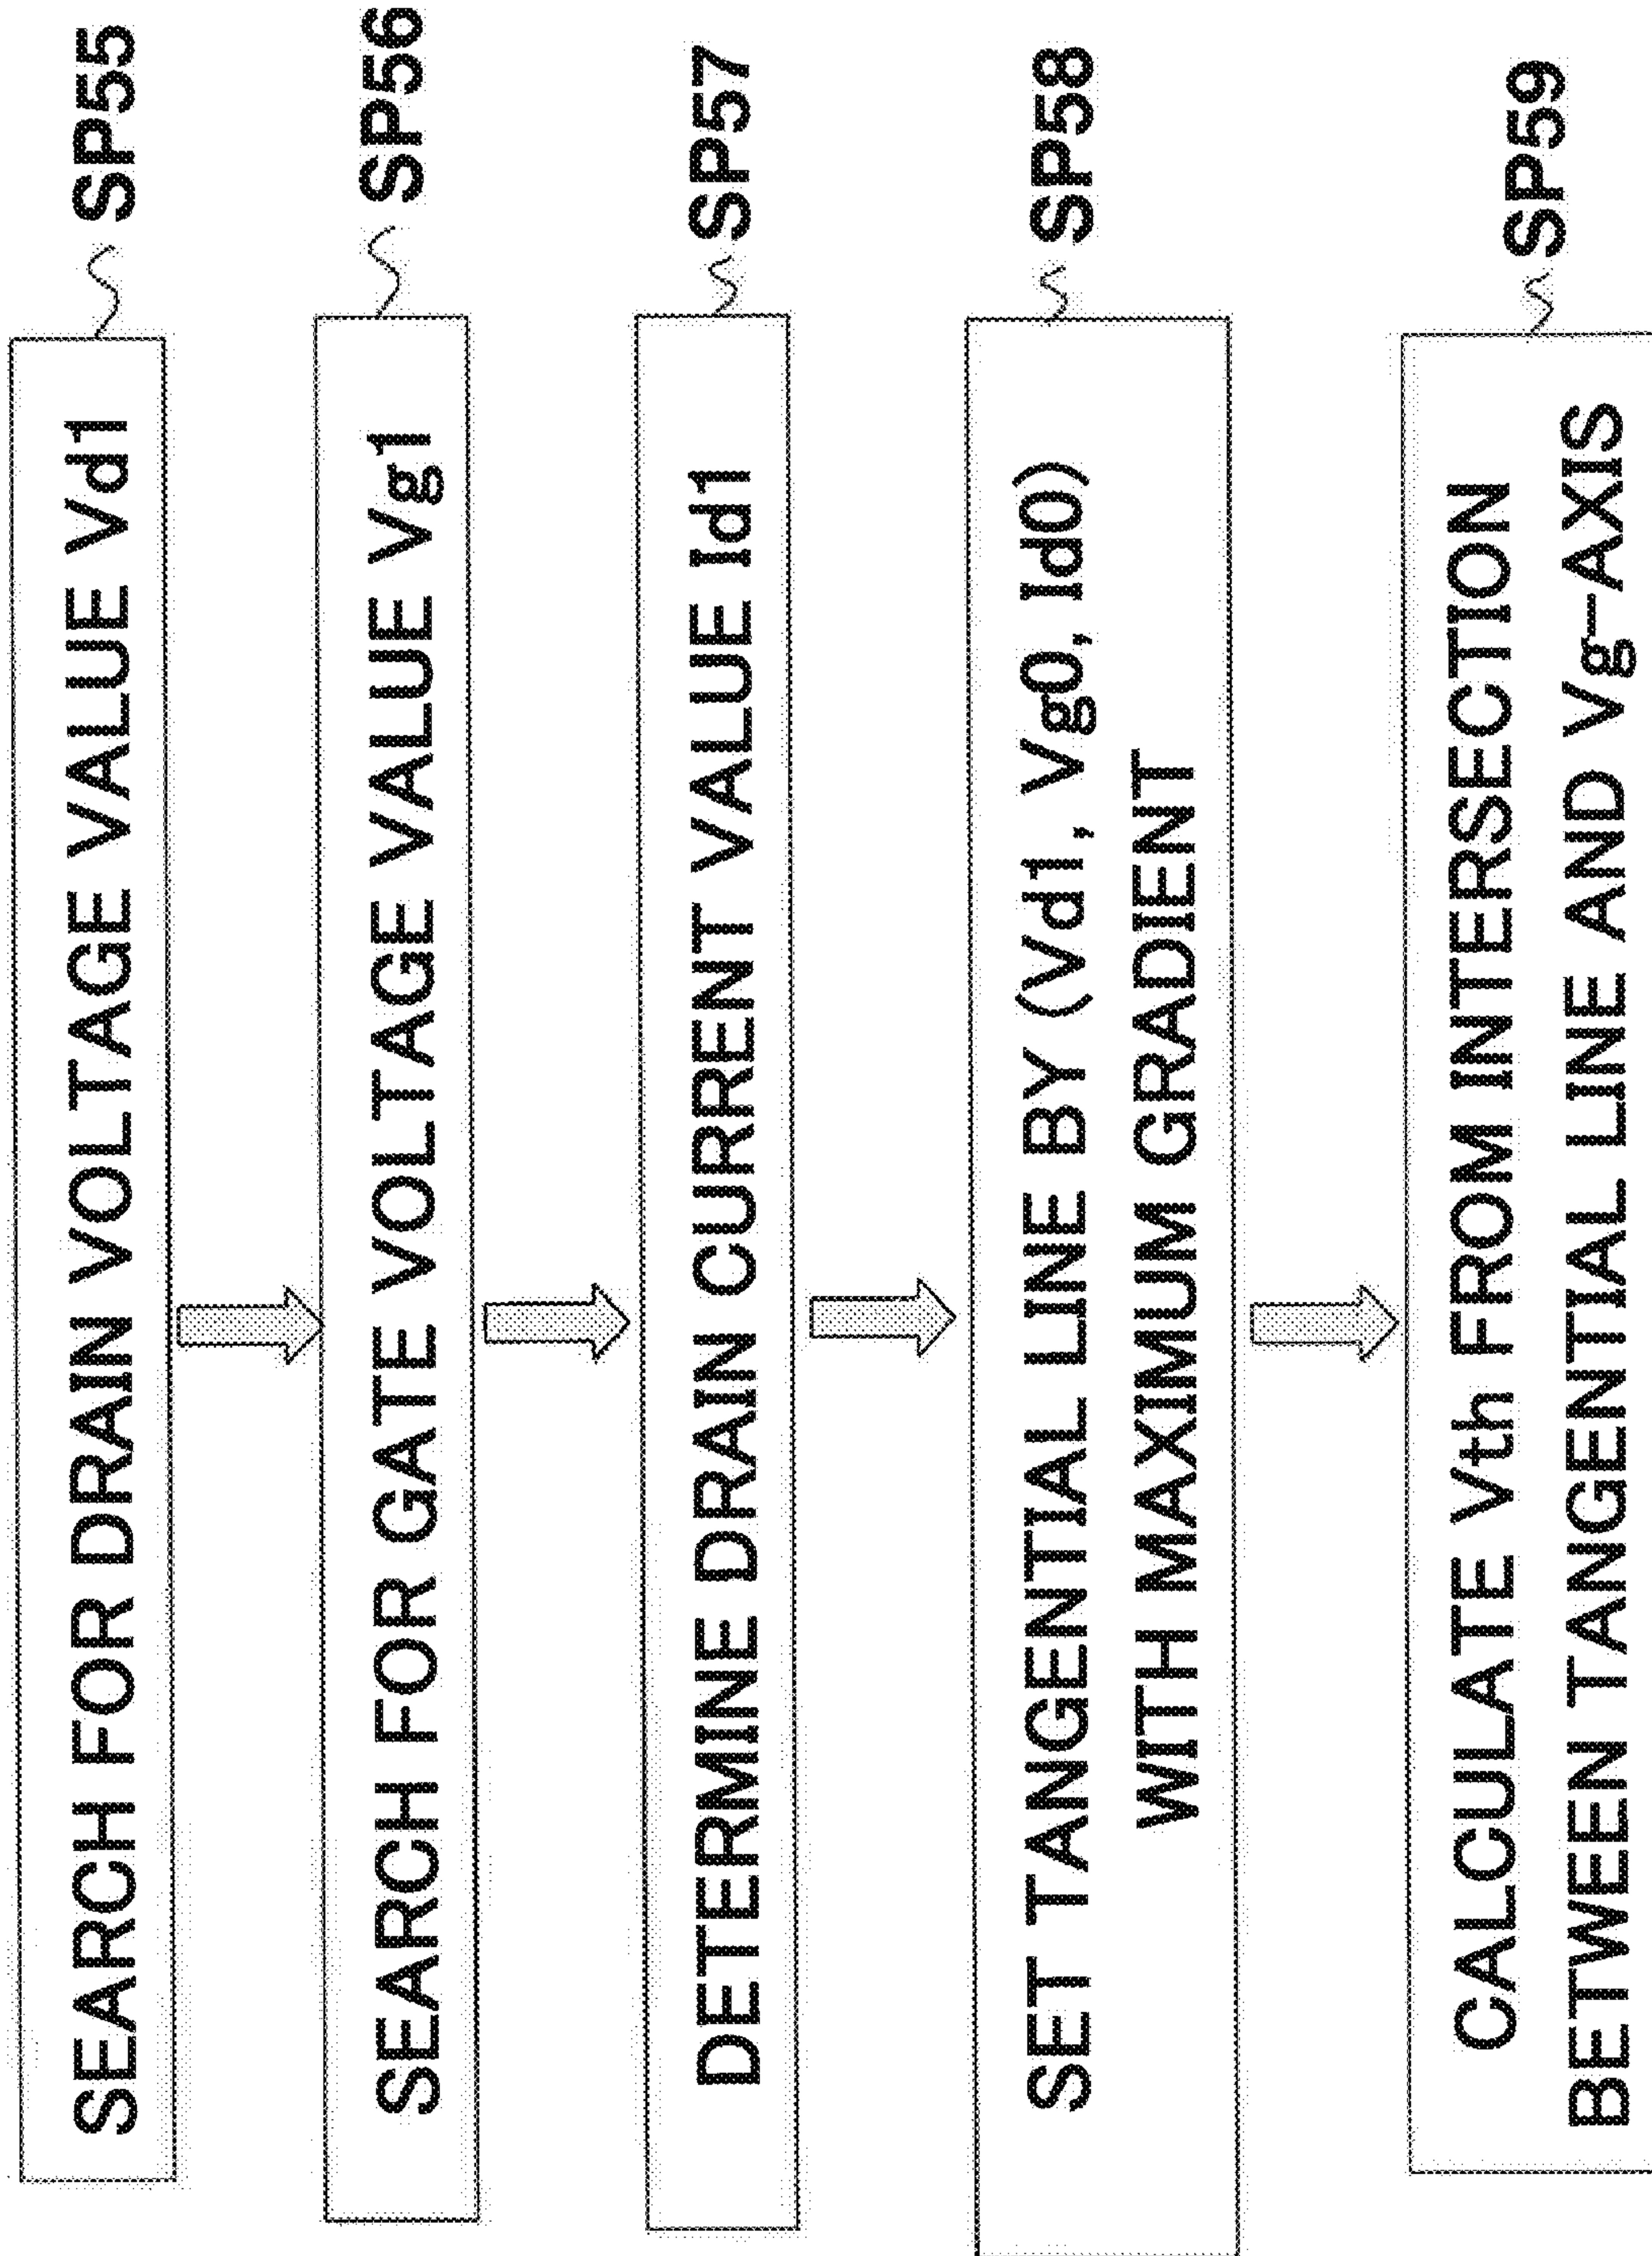 SEARCH FOR DRAIN VOLTAGE VALUE Vd1
SP55
SEARCH FOR GATE VOLTAGE VALUE Vg1
SP56
DETERMINE DRAIN CURRENT VALUE Id1
SP57
SET TANGENTIAL LINE BY (Vd1, Vg0, Id0)
WITH MAXIMUM GRADIENT
SP58
CALCULATE Vth FROM INTERSECTION
BETWEEN TANGENTIAL LINE AND Vg-AXIS
SP59